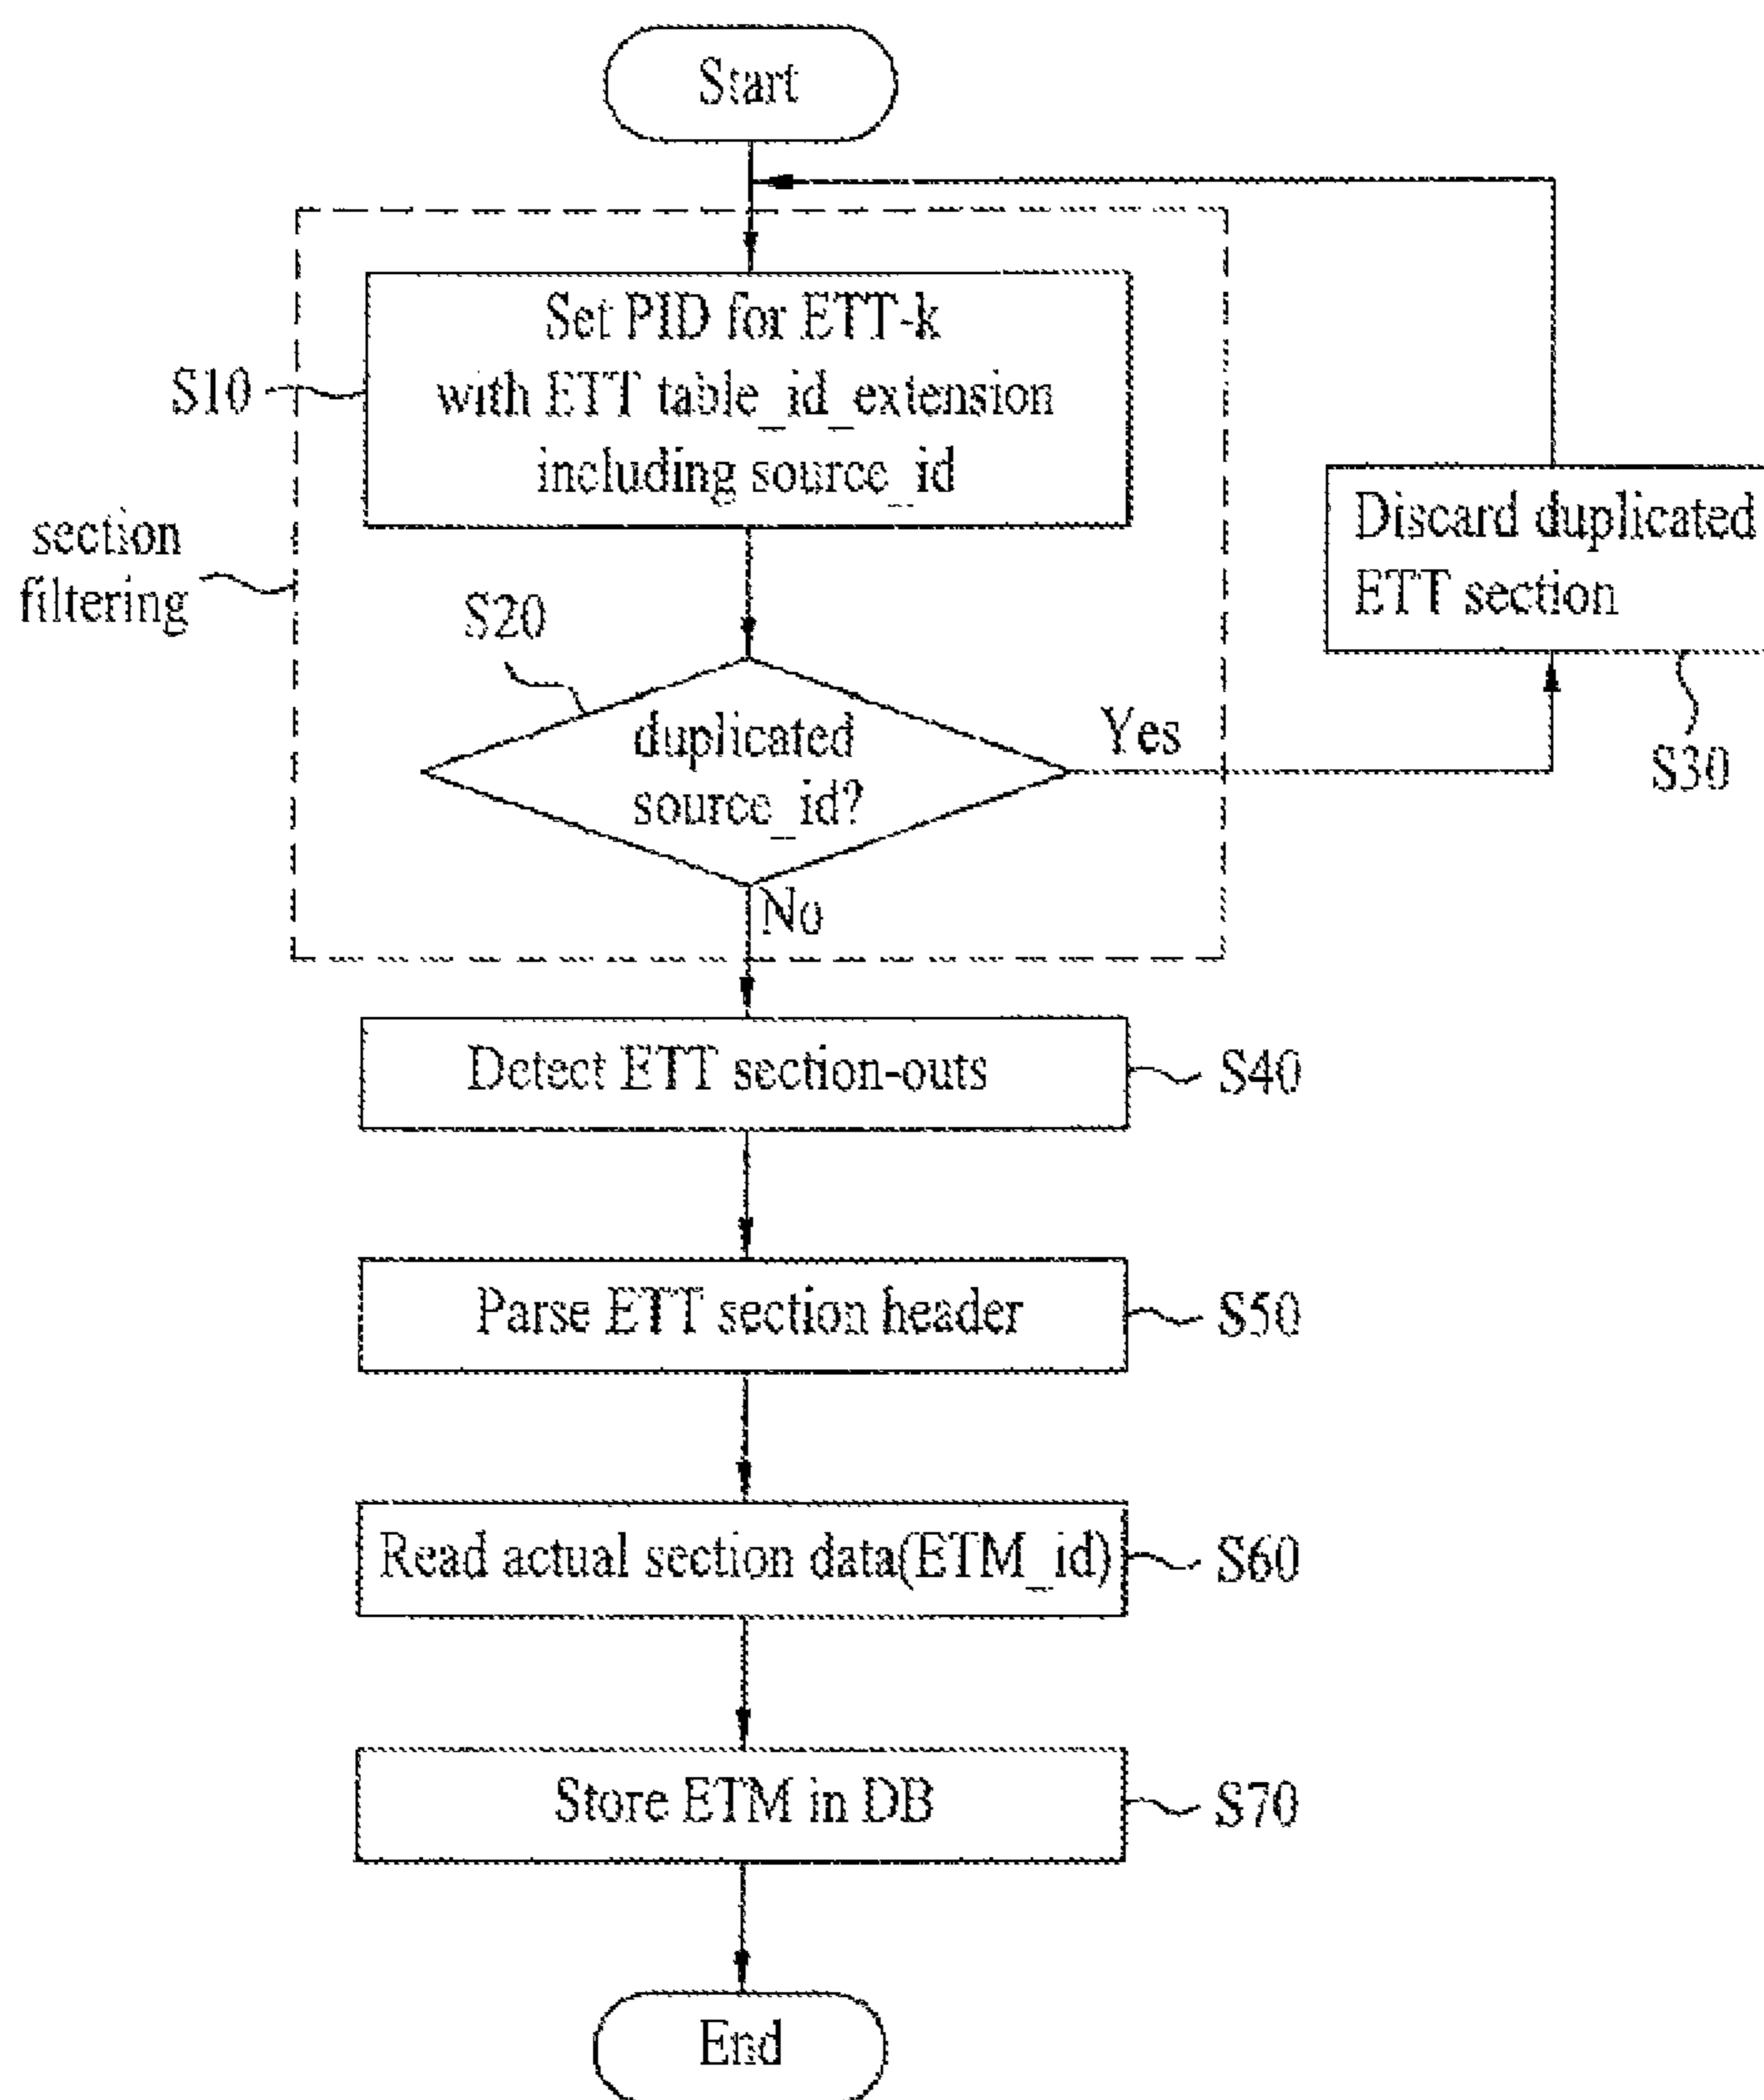 Start
Set PID for ETT-k
with ETT table_id_extension
including source_id
S10
section
filtering
Discard duplicated
ETT section
S20
duplicated
source_id?
Yes
S30
No
Detect ETT section-outs
S40
Parse ETT section header
S50
Read actual section data(ETM_id)
S60
Store ETM in DB
S70
End